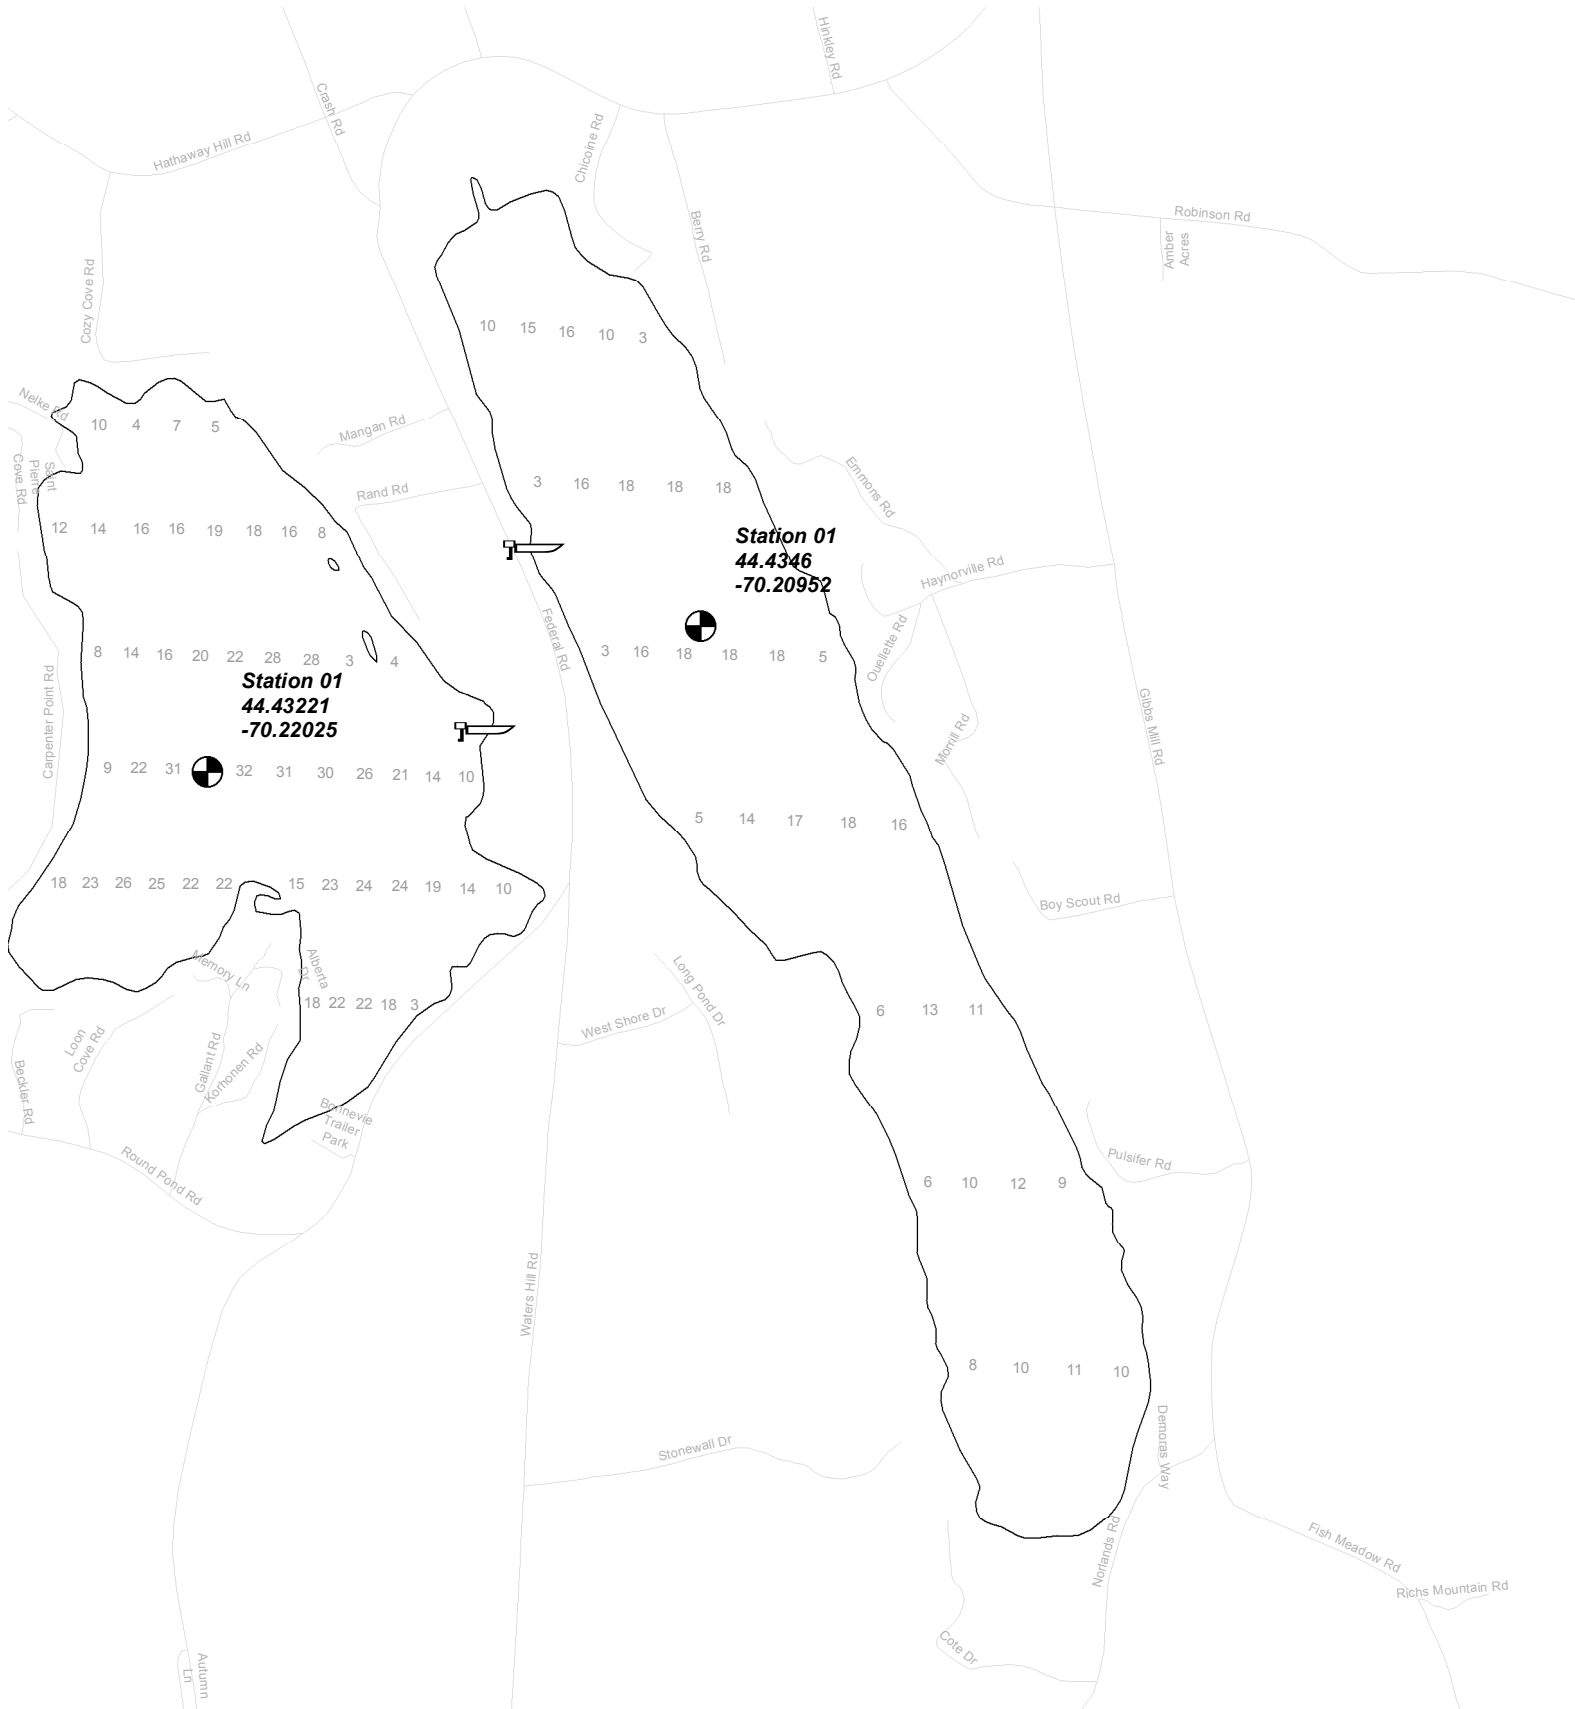 Hinkley Rd
Crash Rd
Hathaway Hill Rd
Chicoine Rd
Berry Rd
Robinson Rd
Amber
Acres
Cozy Cove Rd
10 15 16 10 3
Nelke Rd
10 4 7 5
Mangan Rd
Saint
Pierre
Cove Rd
Rand Rd
Emmons Rd
3 16 18 18 18
12 14 16 16 19 18 16 8
Station 01
44.4346
-70.20952
Haynorville Rd
Federal Rd
Ouellette Rd
8 14 16 20 22 28 28 3 4
3 16 18 18 18 5
Station 01
44.43221
-70.22025
Carpenter Point Rd
Gibbs Mill Rd
Morrill Rd
9 22 31 32 31 30 26 21 14 10
5 14 17 18 16
18 23 26 25 22 22 15 23 24 24 19 14 10
Boy Scout Rd
Memory Ln
Alberta
Dr
Long Pond Dr
18 22 22 18 3
6 13 11
West Shore Dr
Loon
Cove Rd
Gallant Rd
Korhonen Rd
Beckler Rd
Bonnevie
Trailer
Park
Round Pond Rd
Pulsifer Rd
6 10 12 9
Waters Hill Rd
8 10 11 10
Stonewall Dr
Demoras Way
Norlands Rd
Fish Meadow Rd
Richs Mountain Rd
Cote Dr
Autumn
Ln